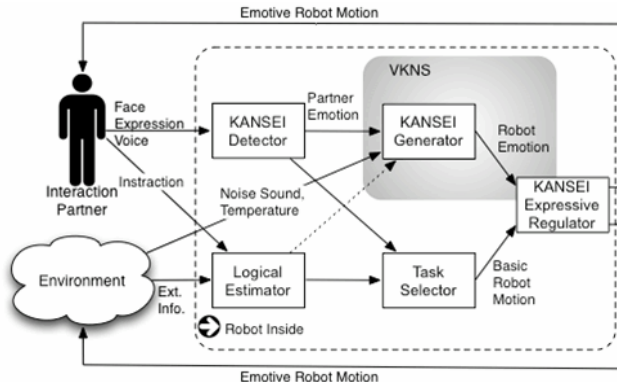 Emotive Robot Motion
VKNS
Face
Expression
Voice
KANSEI
Detector
Partner
Emotion
KANSEI
Generator
Robot
Emotion
Interaction
Partner
Instraction
Noise Sound,
Temperature
KANSEI
Expressive
Regulator
Environment
Ext.
Info.
Logical
Estimator
Task
Selector
Basic
Robot
Motion
Robot Inside
Emotive Robot Motion